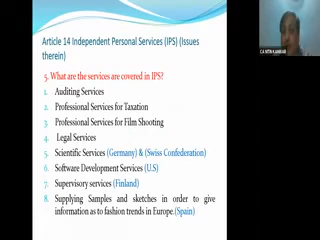 Article 14 Independent Personal Services (IPS) (Issues
therein)
5. What are the services are covered in IPS?
1. Auditing Services
2. Professional Services for Taxation
3. Professional Services for Film Shooting
4. Legal Services
5. Scientific Services (Germany) & (Swiss Confederation)
6. Software Development Services (U.S)
7. Supervisory services (Finland)
8. Supplying Samples and sketches in order to give
information as to fashion trends in Europe.(Spain)
CA NITIN KANWAR